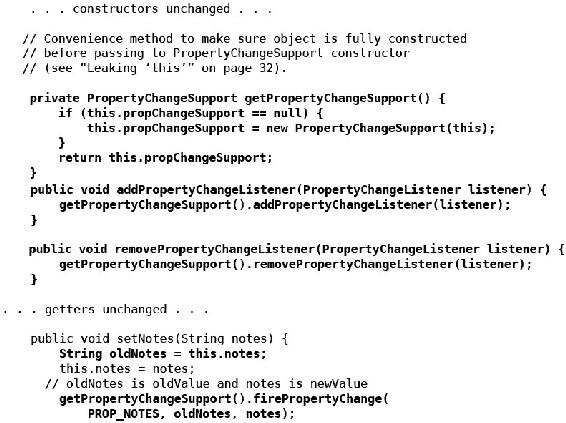 . . . constructors unchanged . . .
// Convenience method to make sure object is fully constructed
// before passing to PropertyChangeSupport constructor
// (see “Leaking ‘this’” on page 32).
private PropertyChangeSupport getPropertyChangeSupport() {
if (this.propChangeSupport == null) {
this.propChangeSupport = new PropertyChangeSupport(this);
}
return this.propChangeSupport;
}
public void addPropertyChangeListener(PropertyChangeListener listener) {
getPropertyChangeSupport().addPropertyChangeListener(listener);
}
public void removePropertyChangeListener(PropertyChangeListener listener) {
getPropertyChangeSupport().removePropertyChangeListener(listener);
}
. . . getters unchanged . . .
public void setNotes(String notes) {
String oldNotes = this.notes;
this.notes = notes;
// oldNotes is oldValue and notes is newValue
getPropertyChangeSupport().firePropertyChange(
PROP_NOTES, oldNotes, notes);